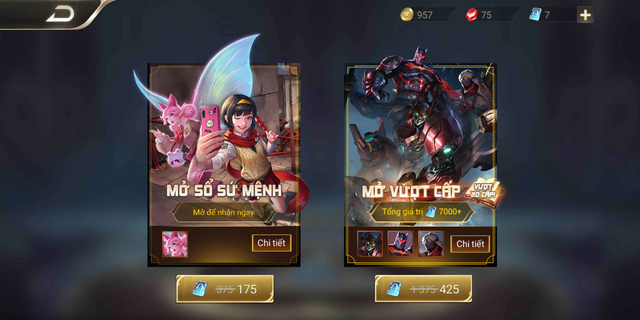 957
75
7
MỞ SỔ SỨ MỆNH
Mở để nhận ngay
Chi tiết
375 175
MỞ VƯỢT CẤP
VƯỢT
20 CẤP!
Tổng giá trị 7000+
Chi tiết
1 375 425